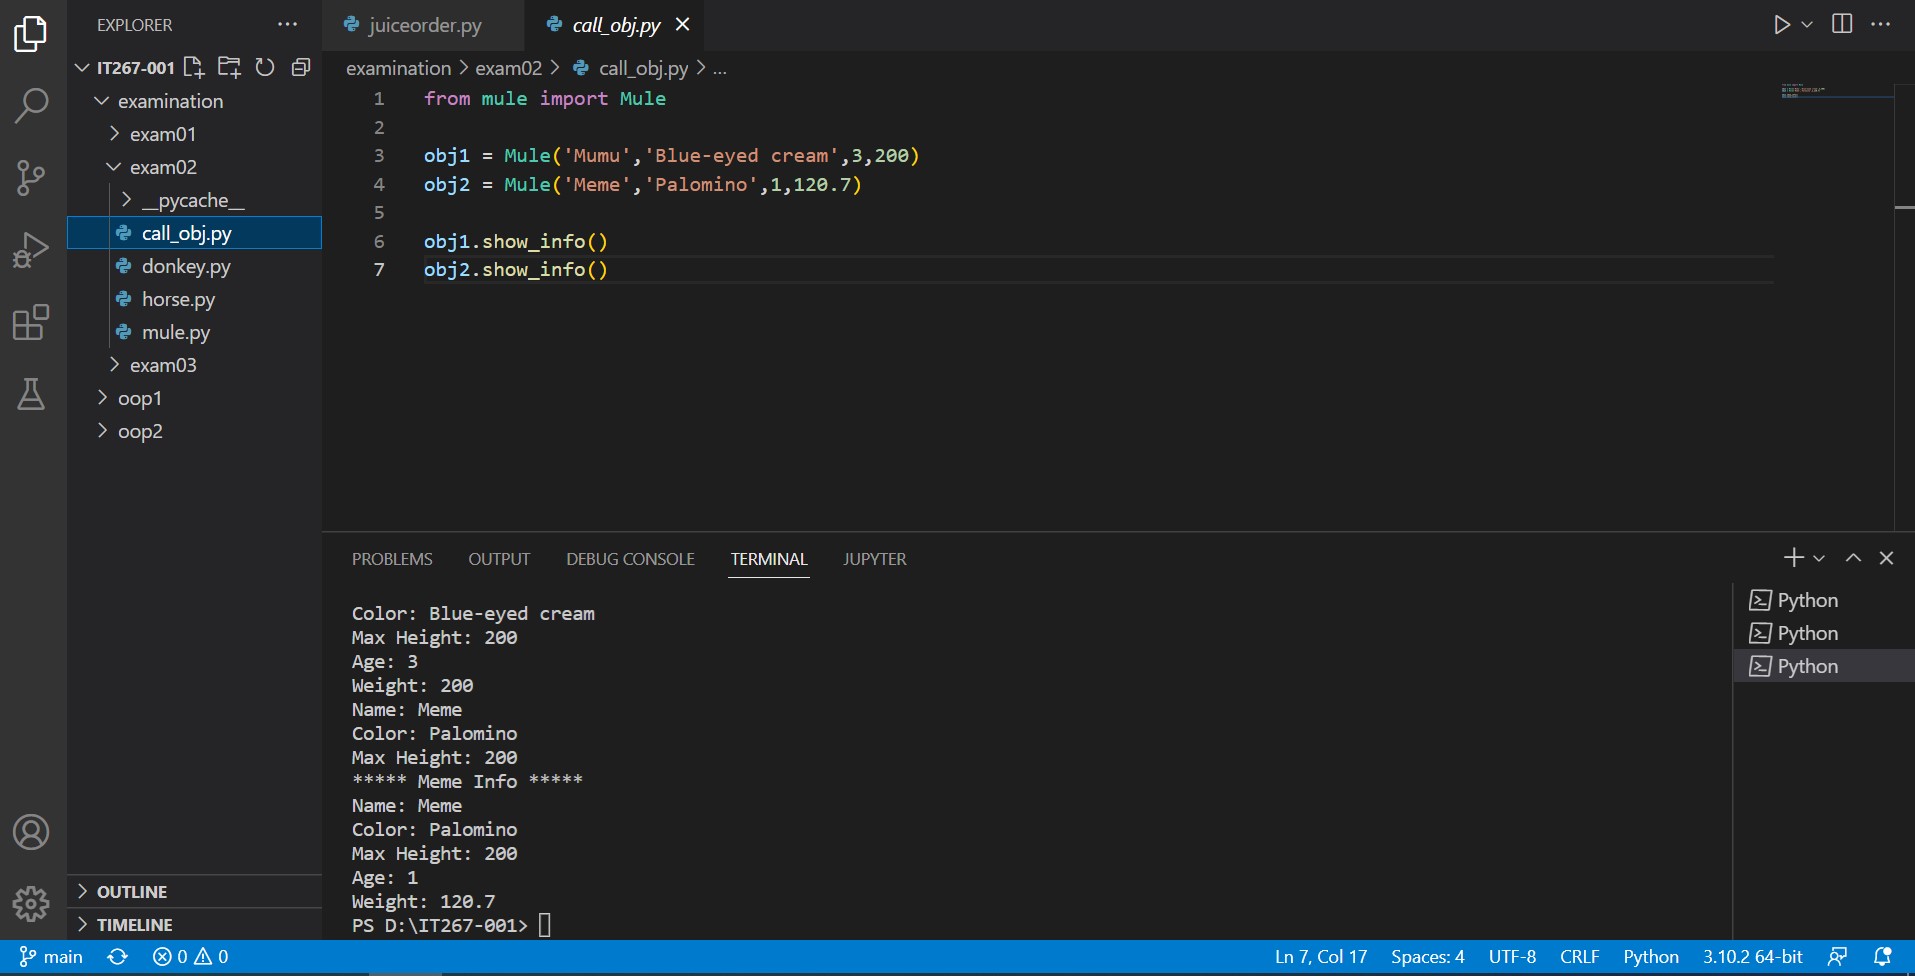 EXPLORER
IT267-001
examination
exam01
exam02
__pycache__
call_obj.py
donkey.py
horse.py
mule.py
exam03
oop1
oop2
OUTLINE
TIMELINE
juiceorder.py
call_obj.py
examination > exam02 > call_obj.py > ...
1 from mule import Mule
2
3 obj1 = Mule('Mumu','Blue-eyed cream',3,200)
4 obj2 = Mule('Meme','Palomino',1,120.7)
5
6 obj1.show_info()
7 obj2.show_info()
PROBLEMS OUTPUT DEBUG CONSOLE TERMINAL JUPYTER
Color: Blue-eyed cream
Max Height: 200
Age: 3
Weight: 200
Name: Meme
Color: Palomino
Max Height: 200
***** Meme Info *****
Name: Meme
Color: Palomino
Max Height: 200
Age: 1
Weight: 120.7
PS D:\IT267-001>
Python
Python
Python
main 0 0 Ln 7, Col 17 Spaces: 4 UTF-8 CRLF Python 3.10.2 64-bit